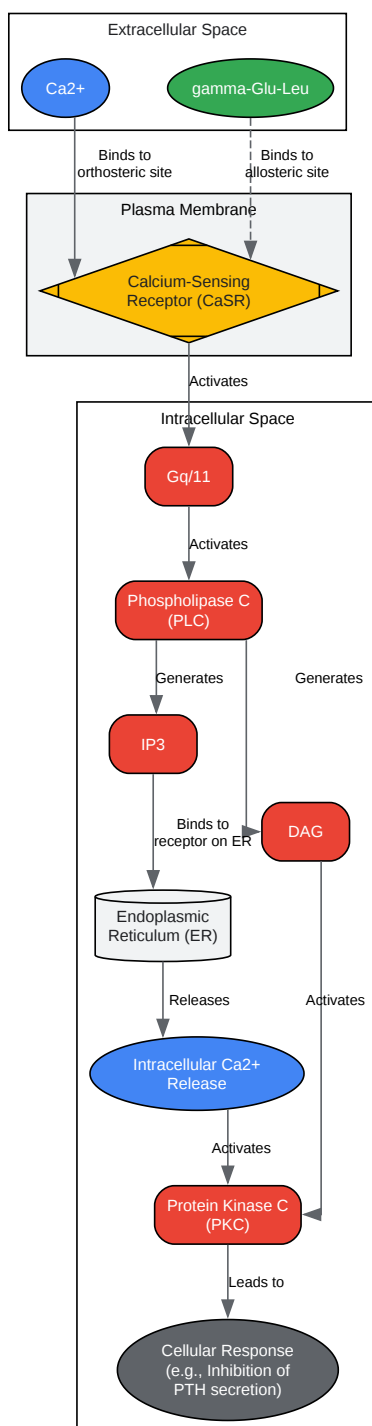 Extracellular Space
Ca2+
gamma-Glu-Leu
Binds to
orthosteric site
Binds to
allosteric site
Plasma Membrane
Calcium-Sensing
Receptor (CaSR)
Activates
Intracellular Space
Gq/11
Activates
Phospholipase C
(PLC)
Generates
Generates
IP3
Binds to
receptor on ER
DAG
Endoplasmic
Reticulum (ER)
Releases
Activates
Intracellular Ca2+
Release
Activates
Protein Kinase C
(PKC)
Leads to
Cellular Response
(e.g., Inhibition of
PTH secretion)